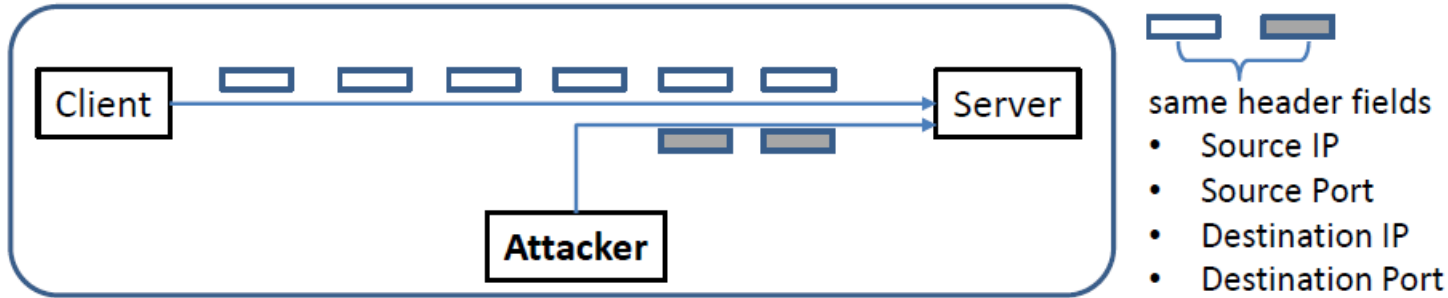 Client
Server
Attacker
same header fields
• Source IP
• Source Port
• Destination IP
• Destination Port